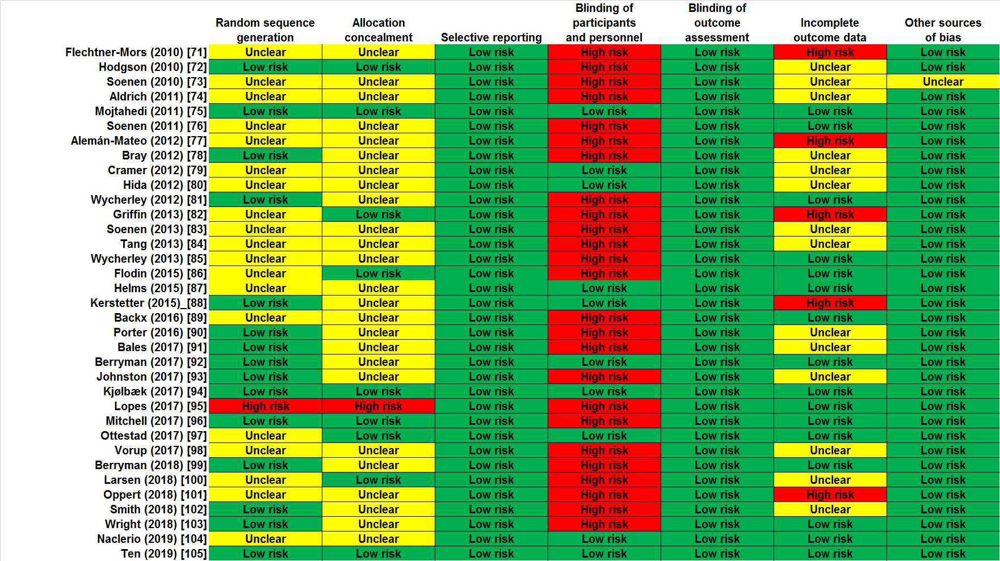 Random sequence generation Allocation concealment Selective reporting Blinding of participants and personnel Blinding of outcome assessment Incomplete outcome data Other sources of bias
Flechtner-Mors (2010) [71] Unclear Unclear Low risk High risk Low risk High risk Low risk
Hodgson (2010) [72] Low risk Low risk Low risk High risk Low risk Unclear Low risk
Soenen (2010) [73] Unclear Unclear Low risk High risk Low risk Unclear Unclear
Aldrich (2011) [74] Unclear Unclear Low risk High risk Low risk Unclear Low risk
Mojtahedi (2011) [75] Low risk Low risk Low risk Low risk Low risk Low risk Low risk
Soenen (2011) [76] Unclear Unclear Low risk High risk Low risk Low risk Low risk
Alemán-Mateo (2012) [77] Unclear Unclear Low risk High risk Low risk High risk Low risk
Bray (2012) [78] Low risk Unclear Low risk High risk Low risk Unclear Low risk
Cramer (2012) [79] Unclear Unclear Low risk Low risk Low risk Unclear Low risk
Hida (2012) [80] Unclear Unclear Low risk Low risk Low risk Unclear Low risk
Wycherley (2012) [81] Low risk Unclear Low risk High risk Low risk Low risk Low risk
Griffin (2013) [82] Unclear Low risk Low risk High risk Low risk High risk Low risk
Soenen (2013) [83] Unclear Unclear Low risk High risk Low risk Unclear Low risk
Tang (2013) [84] Unclear Unclear Low risk High risk Low risk Unclear Low risk
Wycherley (2013) [85] Unclear Unclear Low risk High risk Low risk Low risk Low risk
Flodin (2015) [86] Unclear Low risk Low risk High risk Low risk Low risk Low risk
Helms (2015) [87] Unclear Unclear Low risk Low risk Low risk Low risk Low risk
Kerstetter (2015)_[88] Low risk Unclear Low risk Low risk Low risk High risk Low risk
Backx (2016) [89] Unclear Unclear Low risk High risk Low risk Low risk Low risk
Porter (2016) [90] Low risk Unclear Low risk High risk Low risk Unclear Low risk
Bales (2017) [91] Low risk Unclear Low risk High risk Low risk Unclear Low risk
Berryman (2017) [92] Low risk Unclear Low risk Low risk Low risk Low risk Low risk
Johnston (2017) [93] Low risk Unclear Low risk High risk Low risk Unclear Low risk
Kjølbæk (2017) [94] Low risk Low risk Low risk Low risk Low risk Low risk Low risk
Lopes (2017) [95] High risk High risk Low risk High risk Low risk Low risk Low risk
Mitchell (2017) [96] Low risk Low risk Low risk High risk Low risk Low risk Low risk
Ottestad (2017) [97] Unclear Low risk Low risk Low risk Low risk Low risk Low risk
Vorup (2017) [98] Unclear Unclear Low risk High risk Low risk Unclear Low risk
Berryman (2018) [99] Low risk Unclear Low risk High risk Low risk Low risk Low risk
Larsen (2018) [100] Unclear Low risk Low risk High risk Low risk Unclear Low risk
Oppert (2018) [101] Unclear Unclear Low risk High risk Low risk High risk Low risk
Smith (2018) [102] Low risk Unclear Low risk High risk Low risk Unclear Low risk
Wright (2018) [103] Low risk Unclear Low risk High risk Low risk Low risk Low risk
Naclerio (2019) [104] Unclear Unclear Low risk Low risk Low risk Low risk Low risk
Ten (2019) [105] Low risk Low risk Low risk Low risk Low risk Low risk Low risk